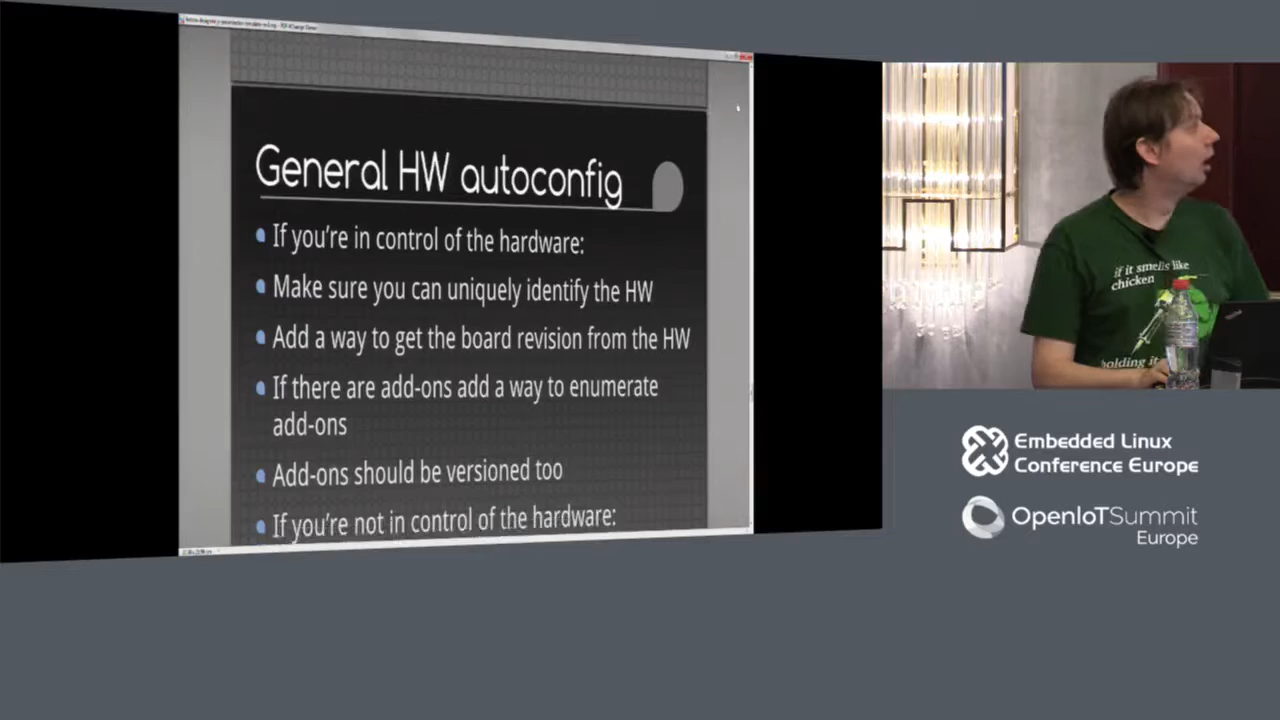 General HW autoconfig
If you're in control of the hardware:
Make sure you can uniquely identify the HW
Add a way to get the board revision from the HW
If there are add-ons add a way to enumerate
add-ons
Add-ons should be versioned too
If you're not in control of the hardware:
if it smells like
chicken
holding it
Embedded Linux
Conference Europe
OpenIoTSummit
Europe